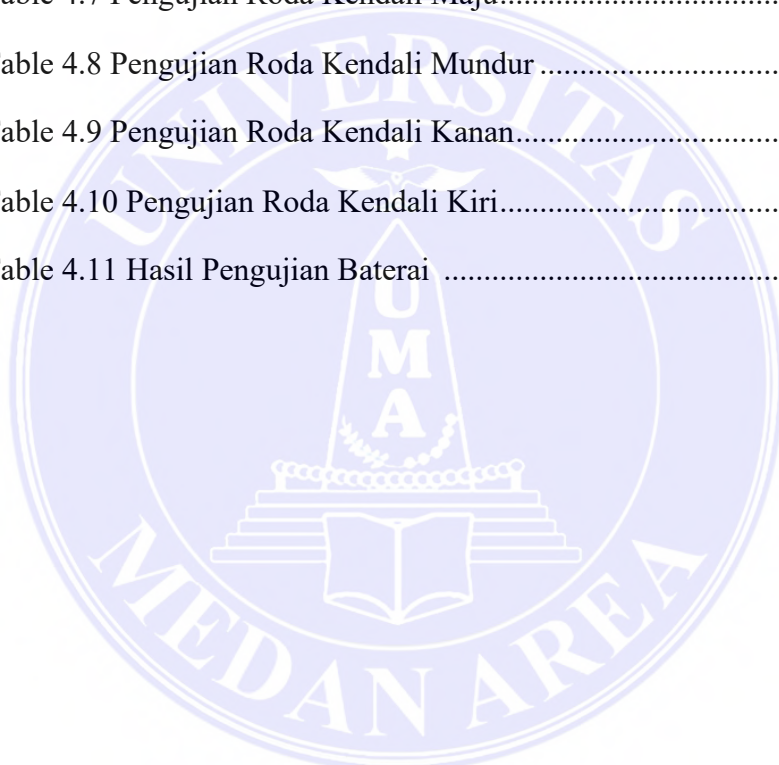 able 4.7 Pengujian Roda Kendali Maju................................
able 4.8 Pengujian Roda Kendali Mundur ...........................
able 4.9 Pengujian Roda Kendali Kanan..............................
able 4.10 Pengujian Roda Kendali Kiri................................
able 4.11 Hasil Pengujian Baterai .......................................
UNIVERSITAS
UMA
MEDAN AREA